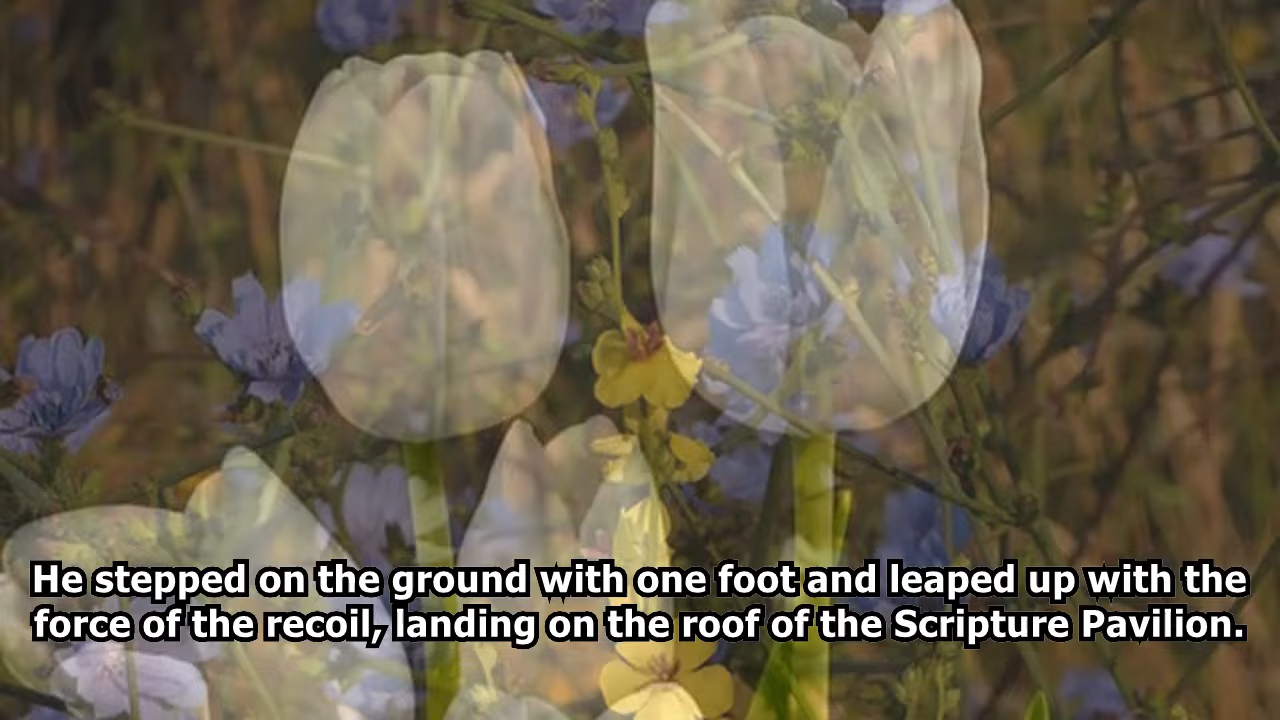 He stepped on the ground with one foot and leaped up with the
force of the recoil, landing on the roof of the Scripture Pavilion.